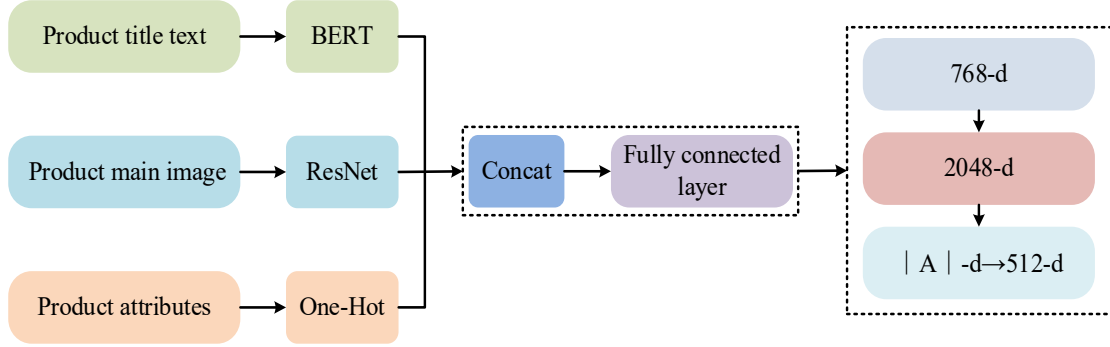 Product title text
BERT
Product main image
ResNet
Product attributes
One-Hot
Concat
Fully connected
layer
768-d
2048-d
｜A｜-d→512-d